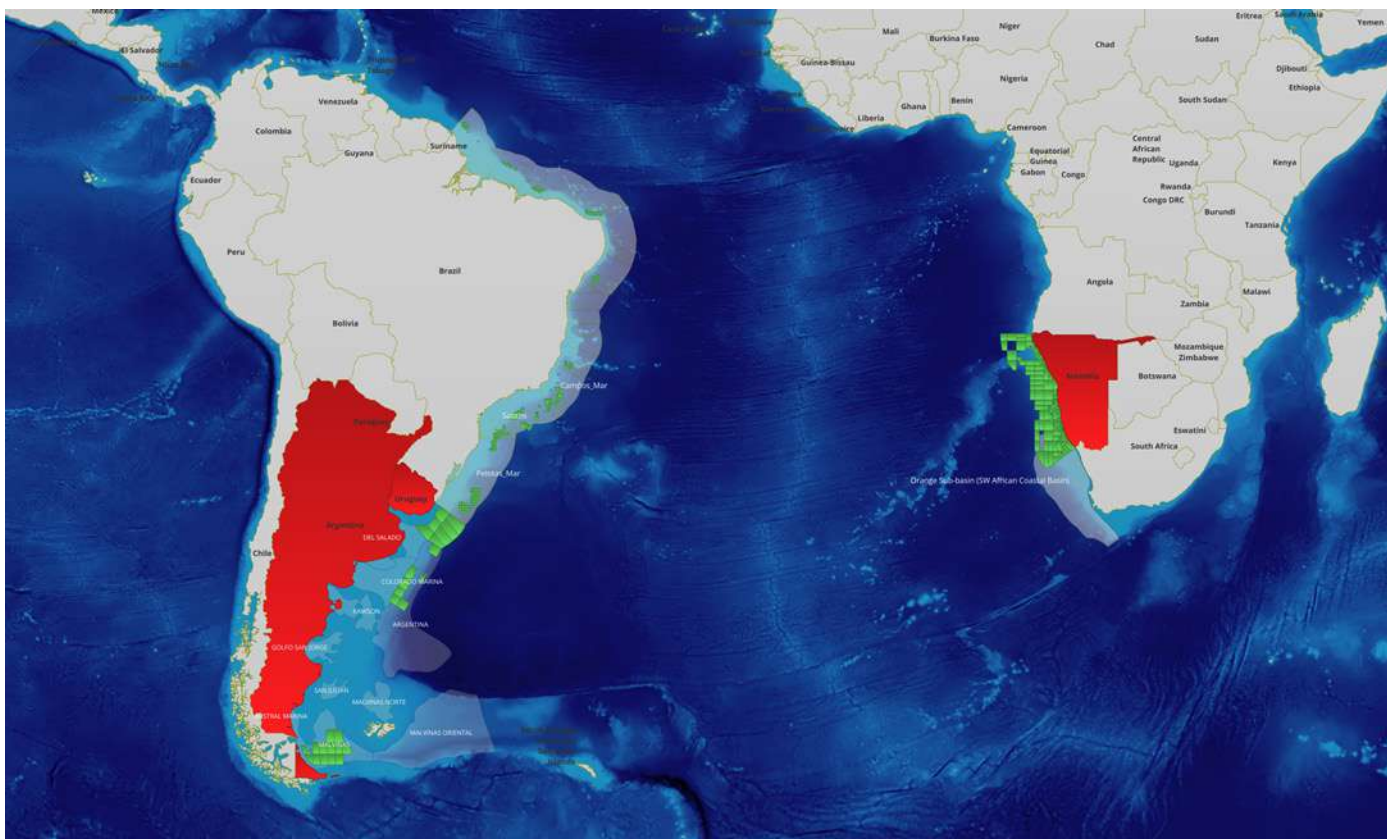 Mexico
El Salvador
Venezuela
Colombia
Guyana
Suriname
Ecuador
Peru
Brazil
Bolivia
Paraguay
Campos_Mar
Santos
Pelotas_Mar
Uruguay
Argentina
DEL SALADO
Chile
COLORADO MARINA
RAWSON
ARGENTINA
GOLFO SAN JORGE
SAN JULIAN
MALVINAS NORTE
AUSTRAL MARINA
MALVINAS ORIENTAL
MALVINAS
Mali
Niger
Chad
Sudan
Eritrea
Saudi Arabia
Yemen
Burkina Faso
Guinea-Bissau
Nigeria
Djibouti
Ethiopia
Ghana
Benin
South Sudan
Liberia
Cameroon
Central
African
Republic
Equatorial
Guinea
Gabon
Congo
Uganda
Kenya
Rwanda
Congo DRC
Burundi
Tanzania
Angola
Malawi
Zambia
Mozambique
Zimbabwe
Namibia
Botswana
Eswatini
South Africa
Orange Sub-basin (SW African Coastal Basin)